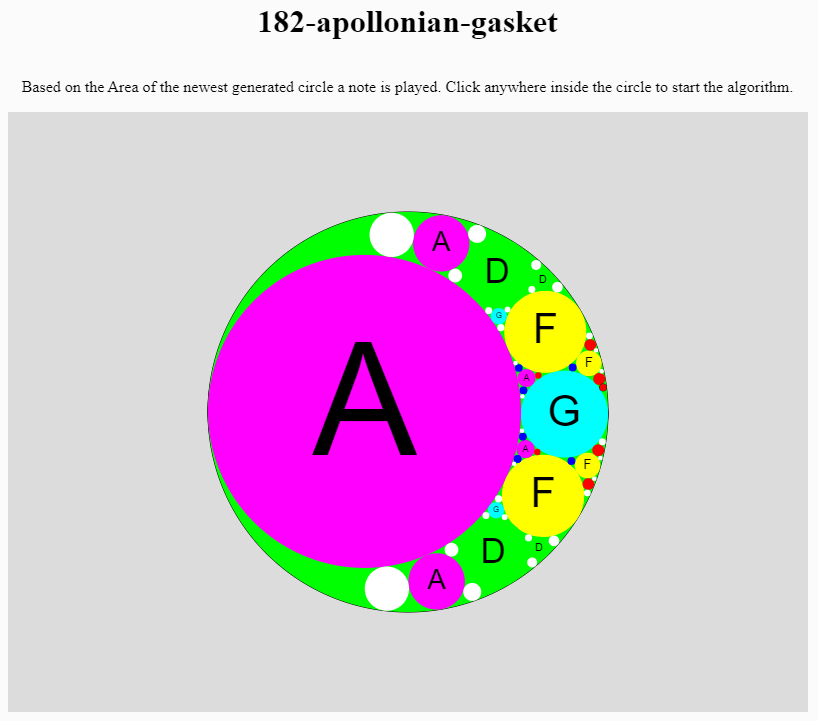 182-apollonian-gasket
Based on the Area of the newest generated circle a note is played. Click anywhere inside the circle to start the algorithm.
A
D
D
G
F
F
A
A
G
A
F
F
G
D
D
A